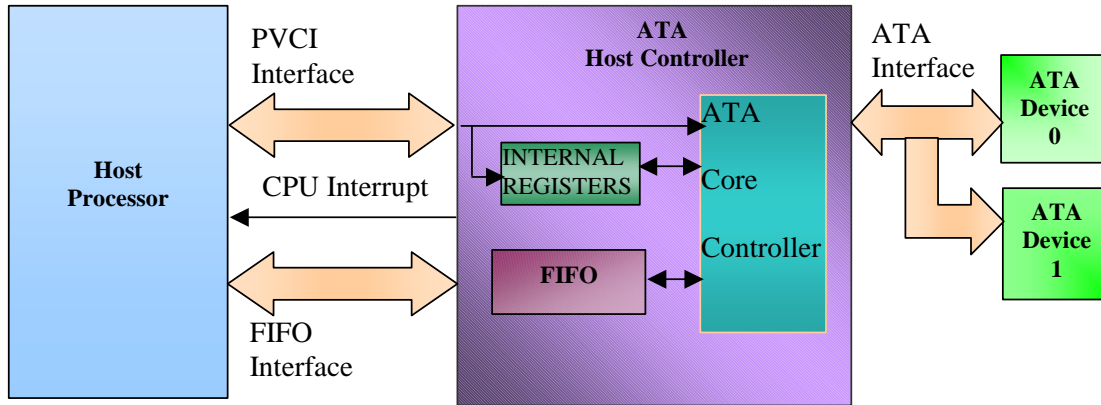 Host
Processor
PVCI
Interface
CPU Interrupt
FIFO
Interface
ATA
Host Controller
INTERNAL
REGISTERS
FIFO
ATA
Core
Controller
ATA
Interface
ATA
Device
0
ATA
Device
1